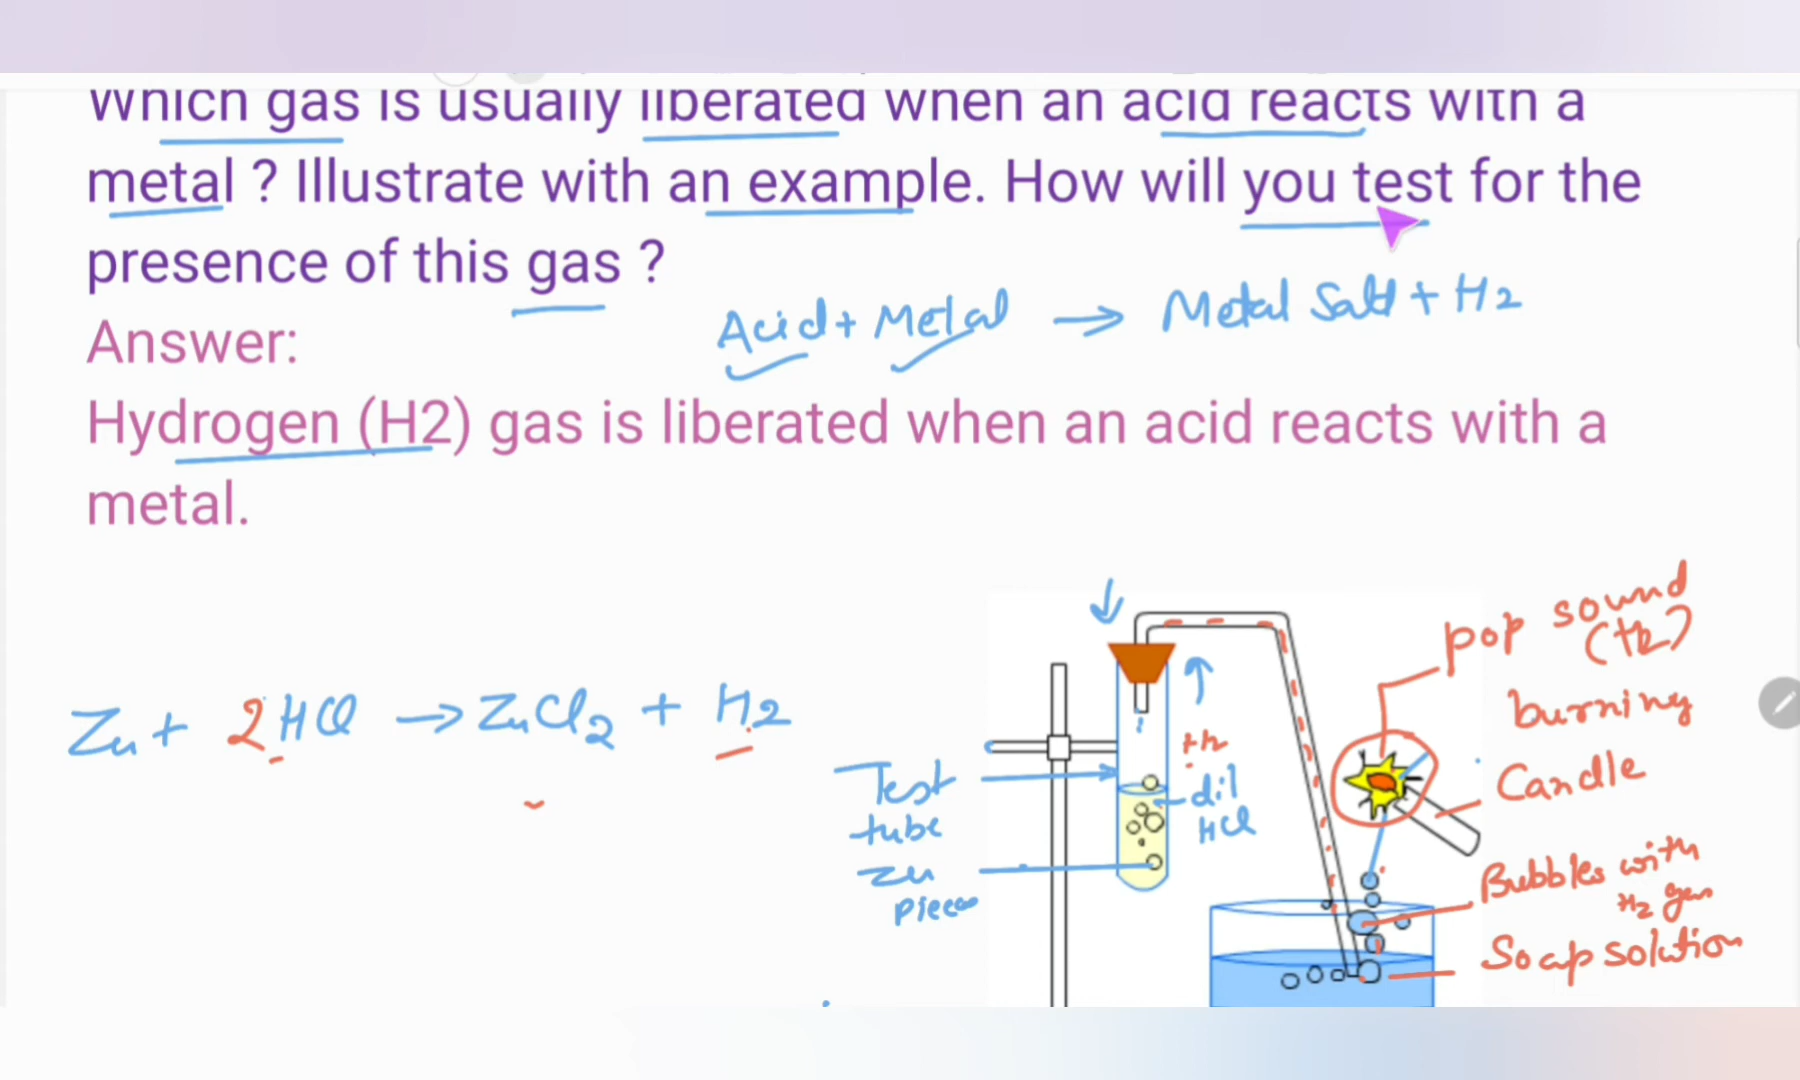 Which gas is usually liberated when an acid reacts with a
metal ? Illustrate with an example. How will you test for the
presence of this gas ?
Acid + Metal → Metal Salt + H2
Answer:
Hydrogen (H2) gas is liberated when an acid reacts with a
metal.
pop sound
(H2)
Zn + 2HCl → ZnCl2 + H2
burning
Candle
Test
tube
H2
dil
HCl
Zn
pieces
Bubbles with
H2 gas
Soap solution